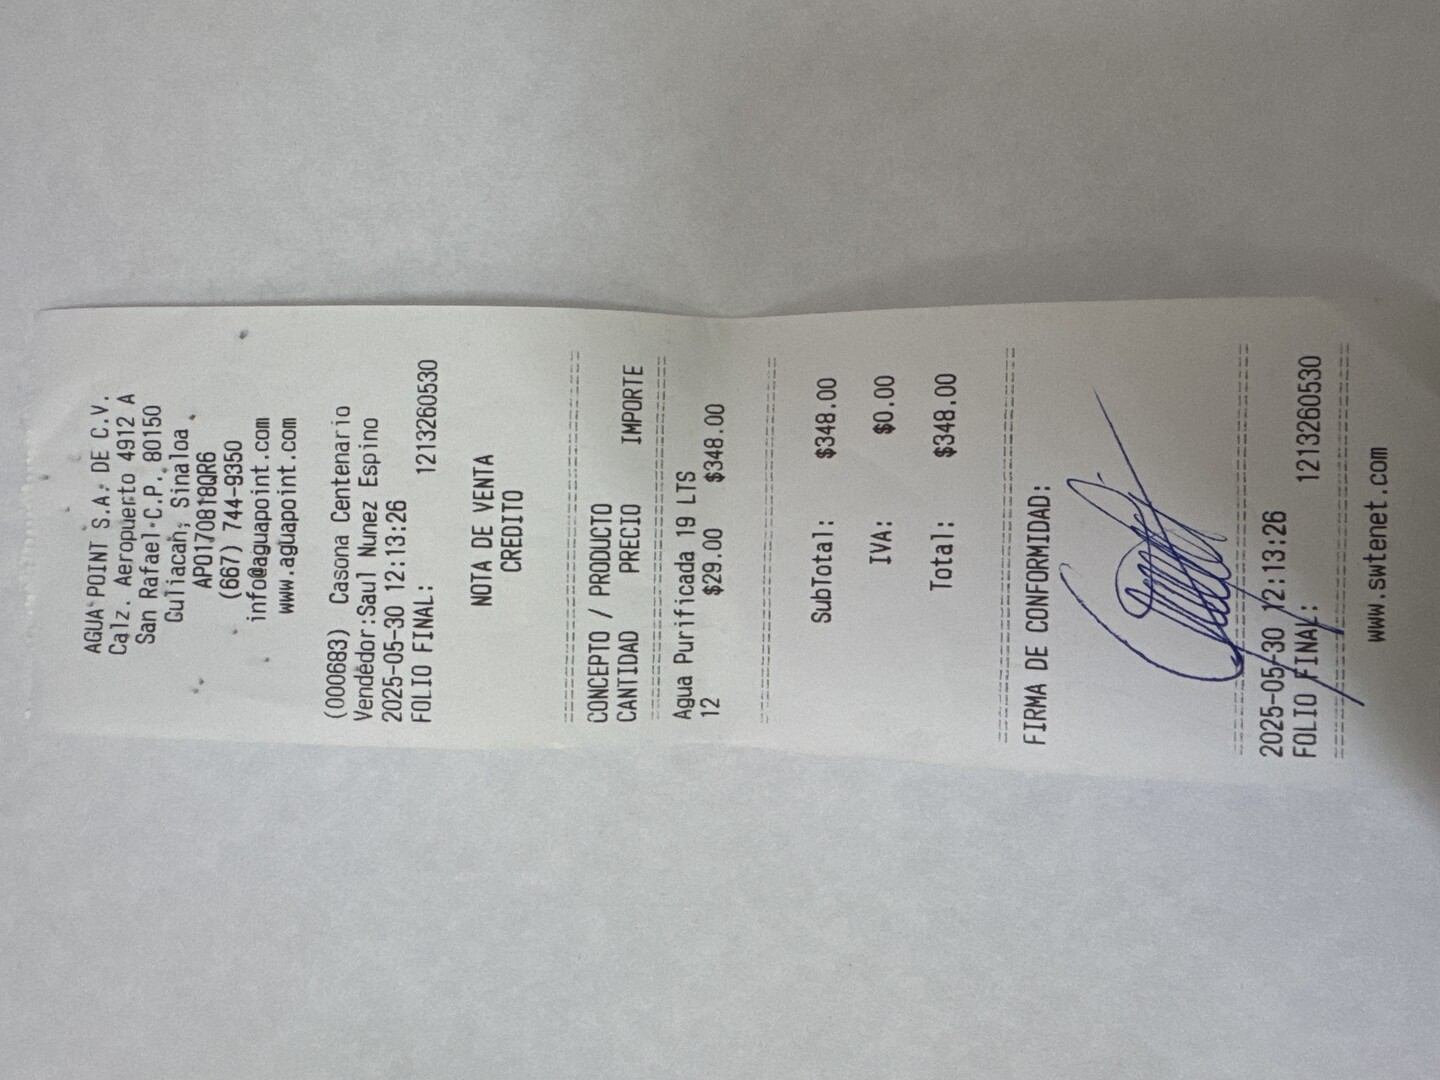 AGUA POINT S.A. DE C.V.
Calz. Aeropuerto 4912 A
San Rafael C.P. 80150
Culiacan, Sinaloa
APO170818QR6
(667) 744-9350
info@aguapoint.com
www.aguapoint.com
(000683) Casona Centenario
Vendedor:Saul Nunez Espino
2025-05-30 12:13:26
FOLIO FINAL: 1213260530
NOTA DE VENTA
CREDITO
CONCEPTO / PRODUCTO
CANTIDAD PRECIO IMPORTE
Agua Purificada 19 LTS
12 $29.00 $348.00
SubTotal: $348.00
IVA: $0.00
Total: $348.00
FIRMA DE CONFORMIDAD:
2025-05-30 12:13:26
FOLIO FINAL: 1213260530
www.swtenet.com